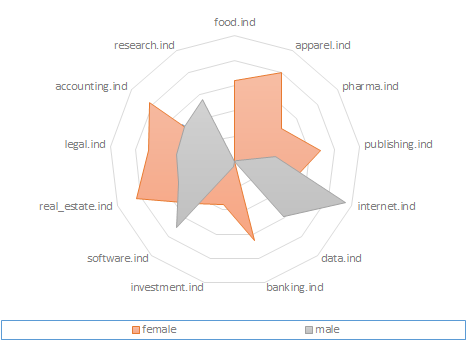 food.ind
research.ind
apparel.ind
accounting.ind
pharma.ind
legal.ind
publishing.ind
real_estate.ind
internet.ind
software.ind
data.ind
investment.ind
banking.ind
female
male